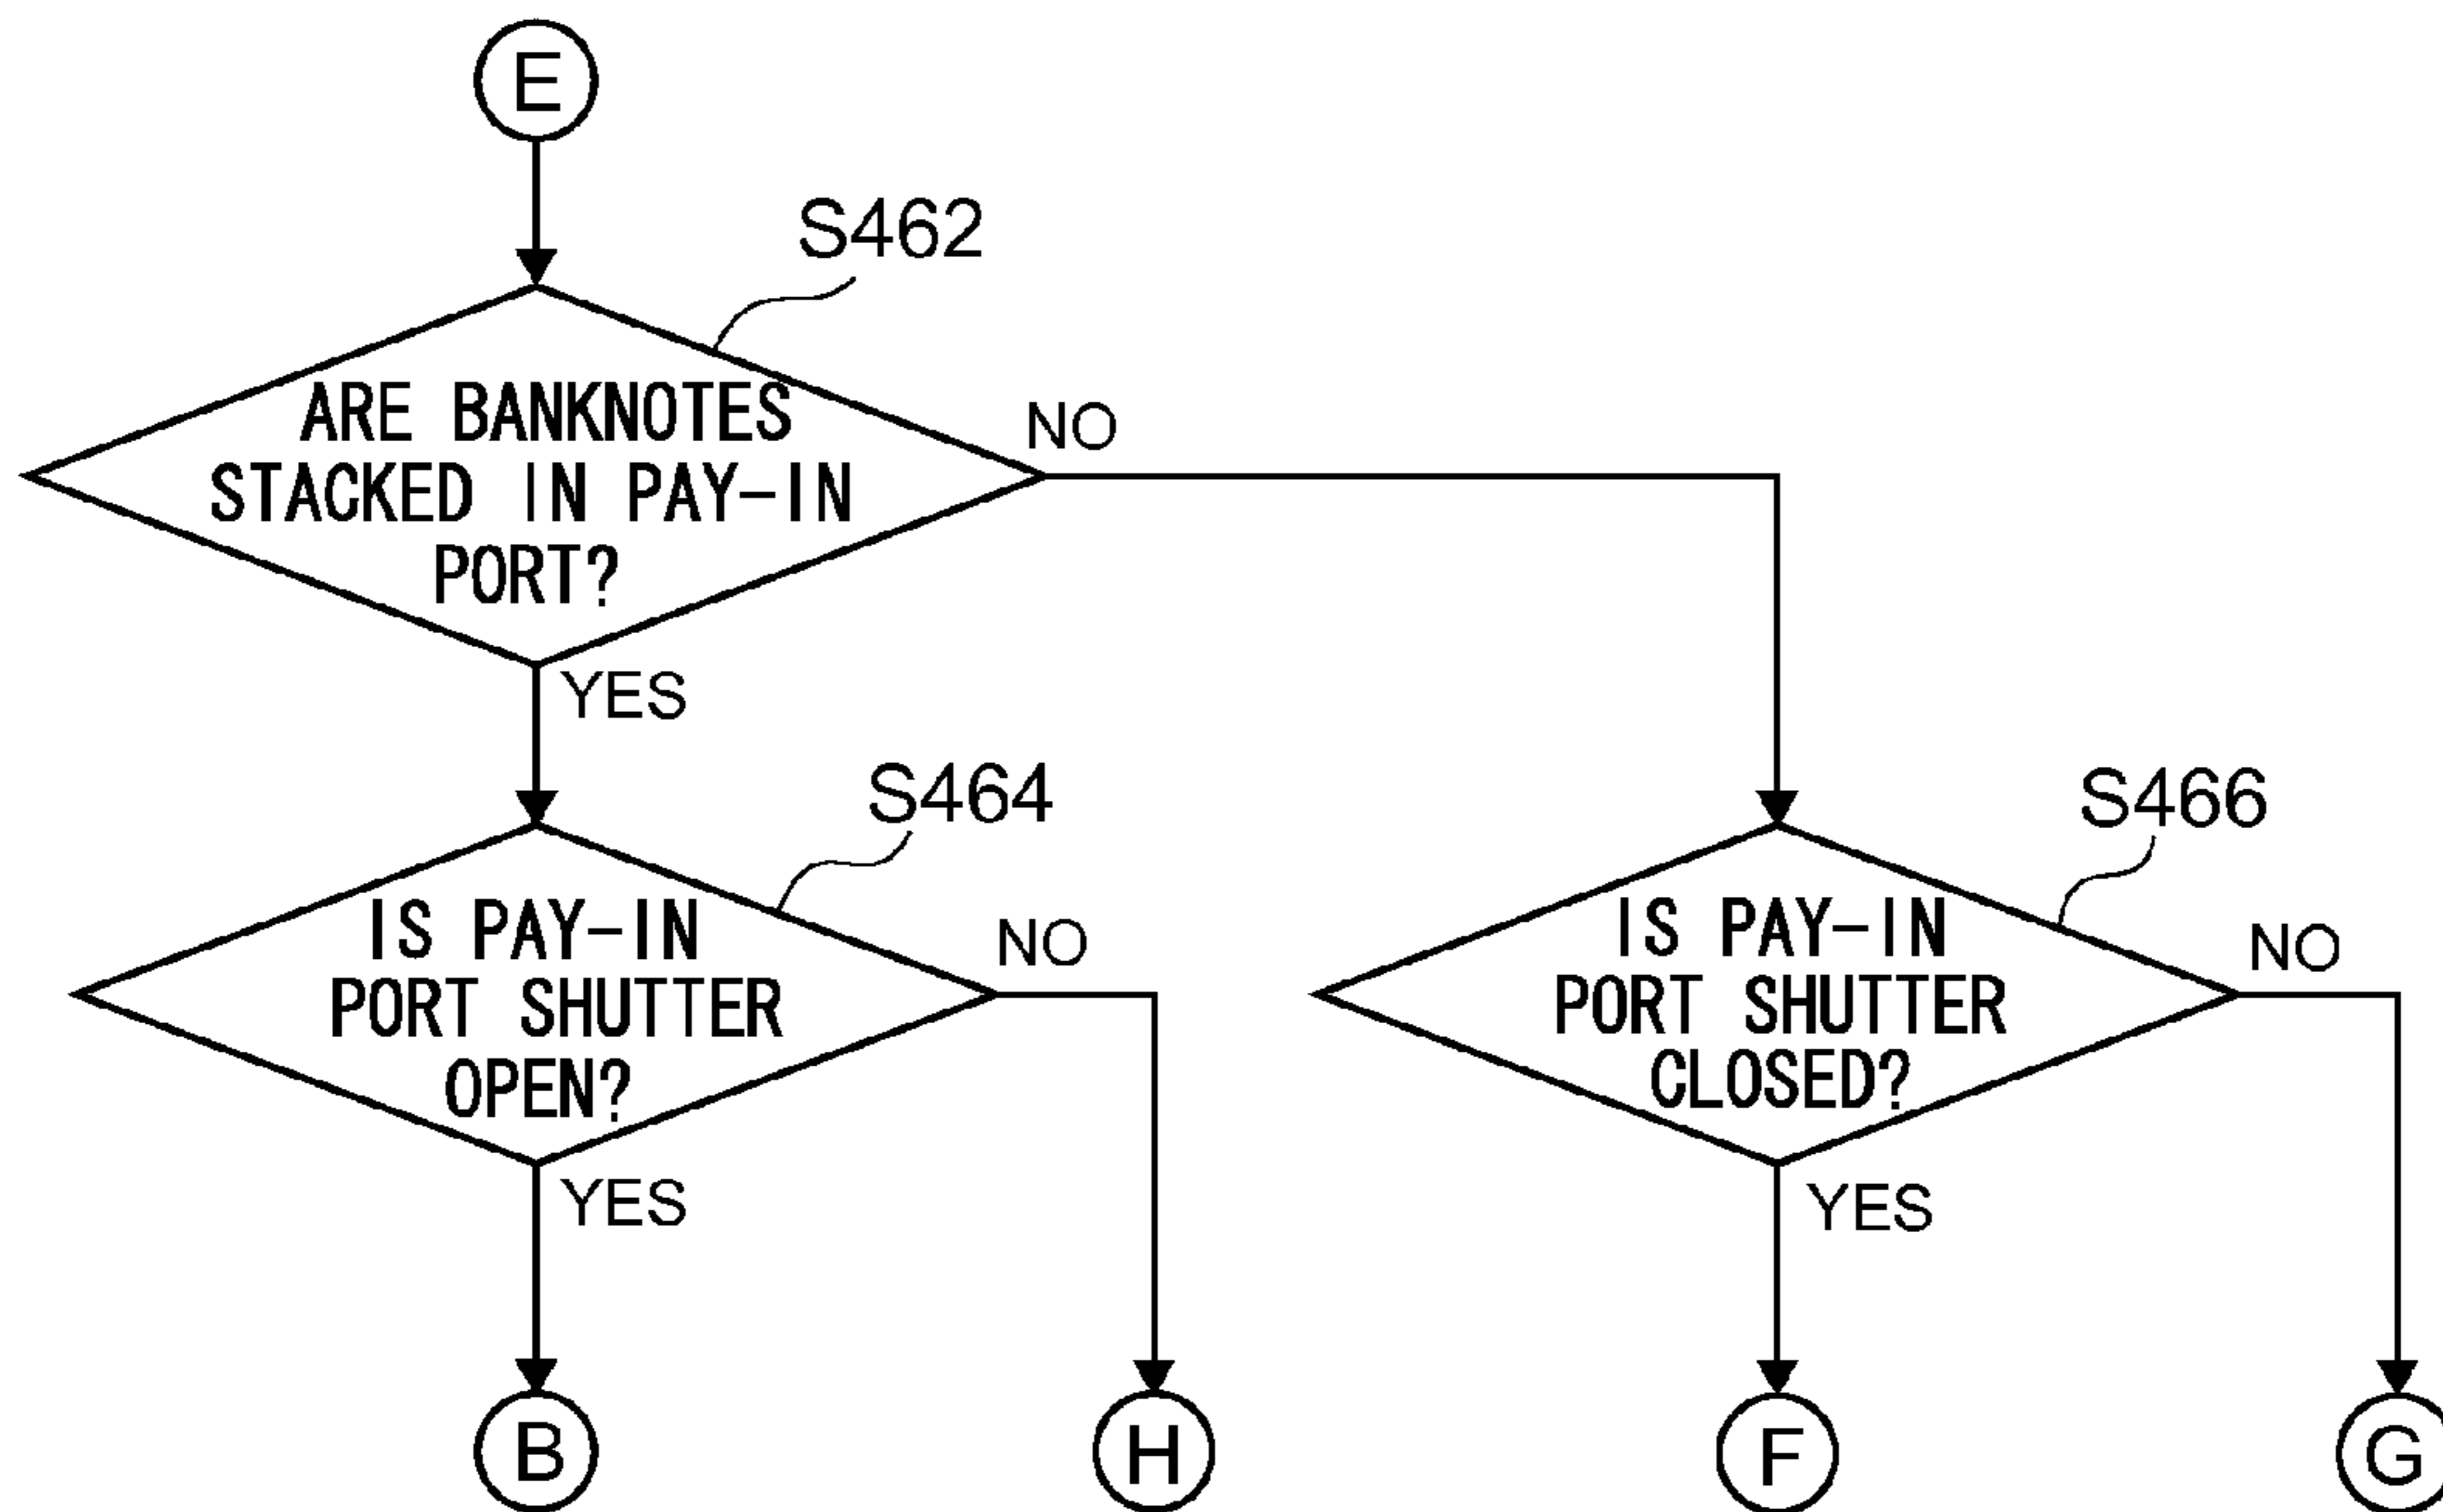 E
S462
ARE BANKNOTES
STACKED IN PAY-IN
PORT?
NO
YES
S464
IS PAY-IN
PORT SHUTTER
OPEN?
NO
YES
S466
IS PAY-IN
PORT SHUTTER
CLOSED?
NO
YES
B
H
F
G